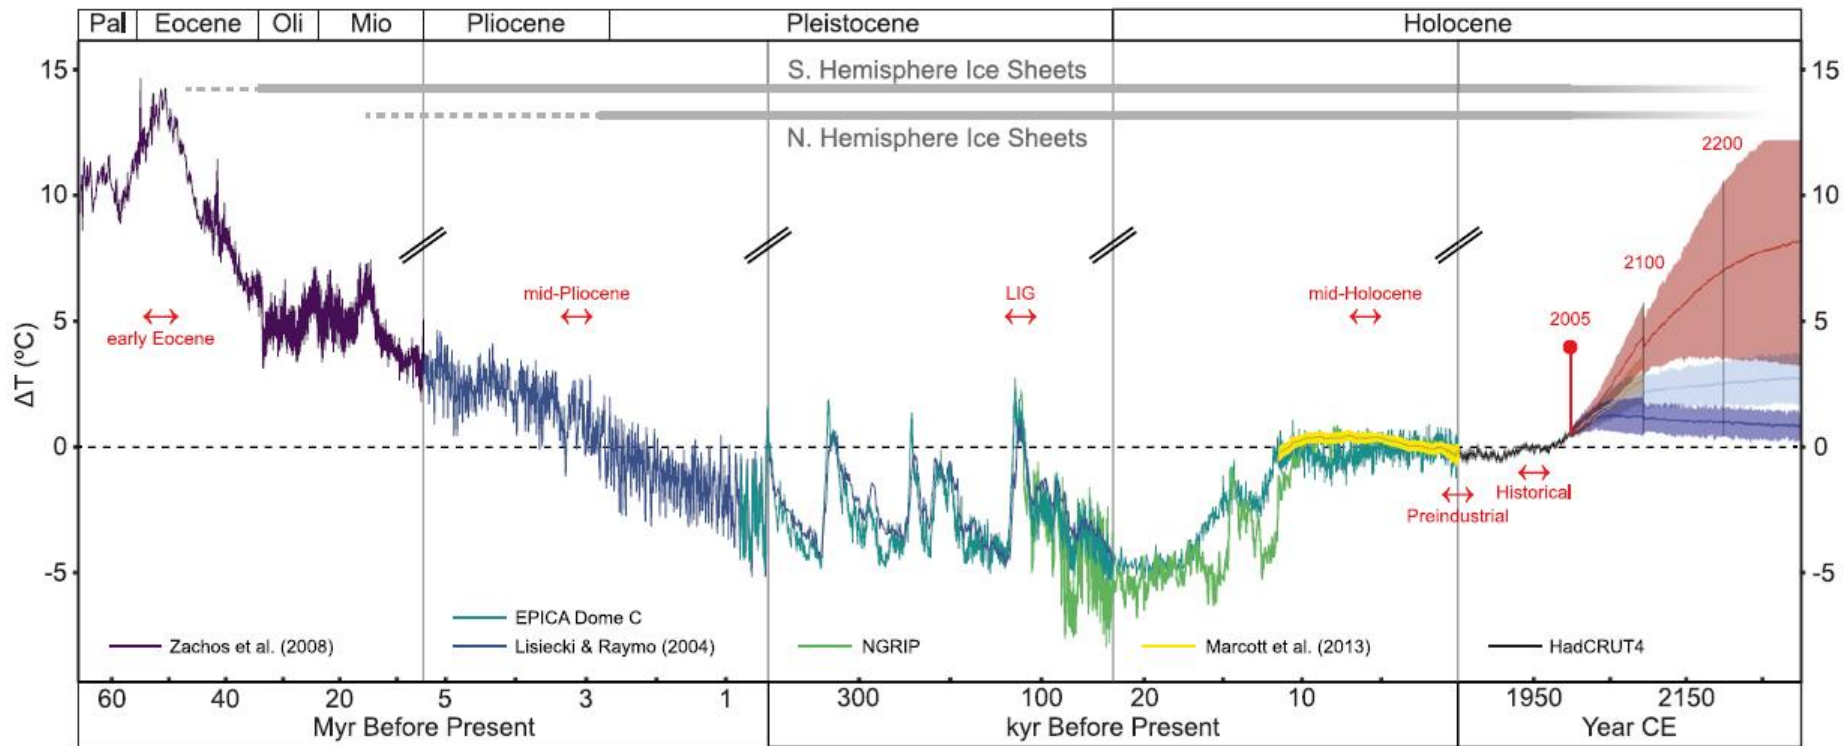 Pal Eocene Oli Mio Pliocene Pleistocene Holocene
15 S. Hemisphere Ice Sheets 15
N. Hemisphere Ice Sheets
2200
10 10
2100
mid-Pliocene LIG mid-Holocene
5 2005 5
early Eocene
ΔT (ºC)
0 0
Historical
Preindustrial
-5 -5
EPICA Dome C
Zachos et al. (2008) Lisiecki & Raymo (2004) NGRIP Marcott et al. (2013) HadCRUT4
60 40 20 5 3 1 300 100 20 10 1950 2150
Myr Before Present kyr Before Present Year CE